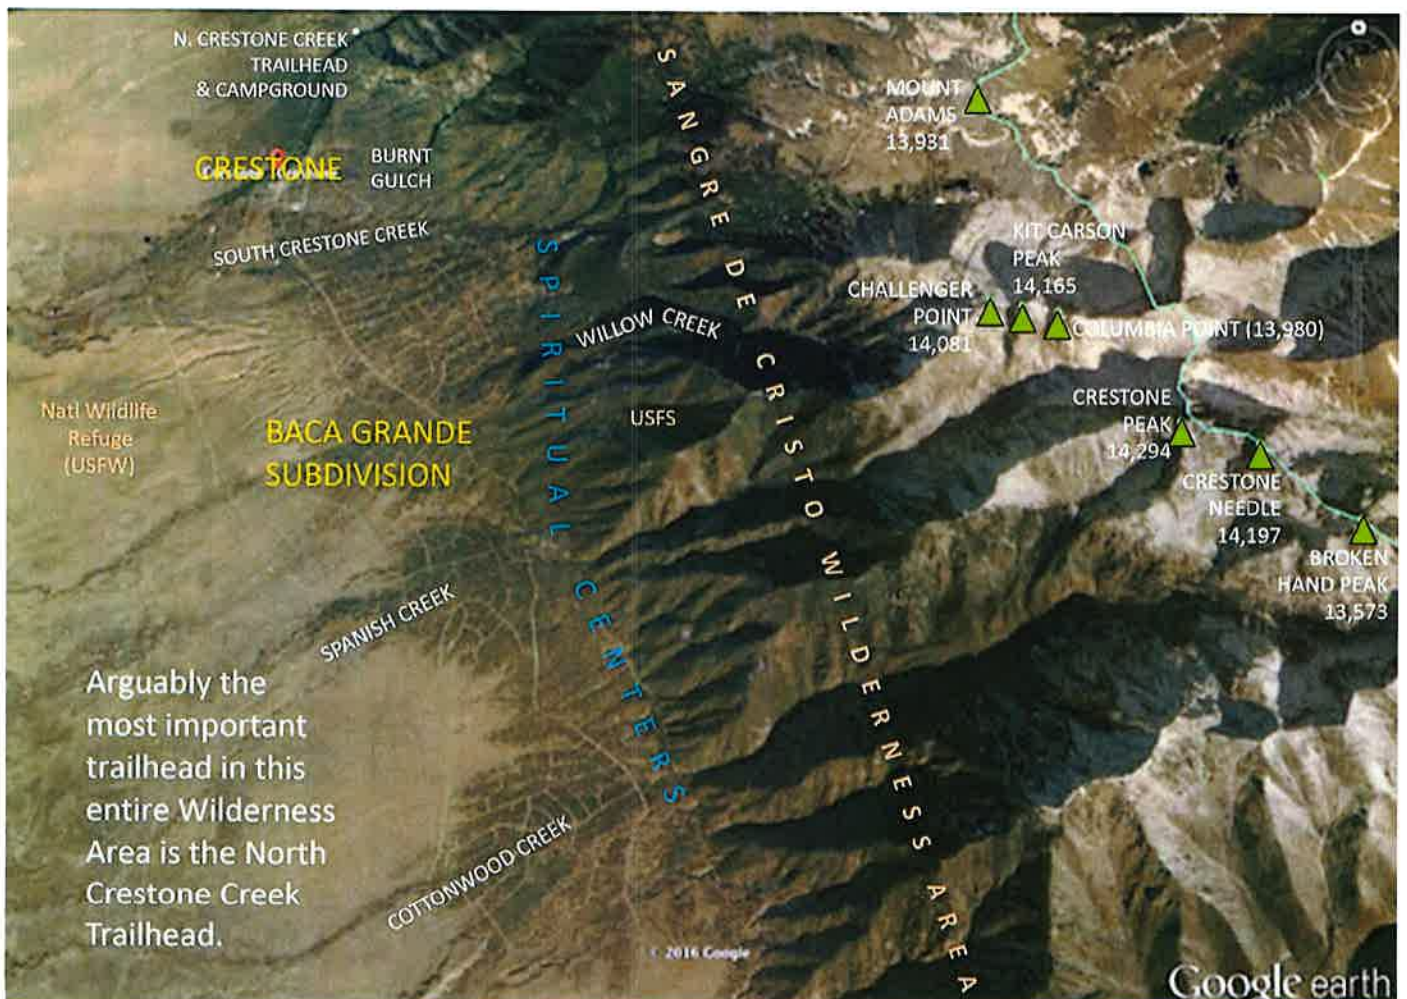 N. CRESTONE CREEK
TRAILHEAD
& CAMPGROUND
CRESTONE
BURNT
GULCH
SOUTH CRESTONE CREEK
SANGRE DE CRISTO WILDERNESS AREA
MOUNT
ADAMS
13,931
KIT CARSON
PEAK
14,165
CHALLENGER
POINT
14,081
COLUMBIA POINT (13,980)
SPIRITUAL CENTERS
WILLOW CREEK
Natl Wildlife
Refuge
(USFW)
BACA GRANDE
SUBDIVISION
USFS
CRESTONE
PEAK
14,294
CRESTONE
NEEDLE
14,197
BROKEN
HAND PEAK
13,573
SPANISH CREEK
Arguably the
most important
trailhead in this
entire Wilderness
Area is the North
Crestone Creek
Trailhead.
COTTONWOOD CREEK
© 2016 Google
Google earth